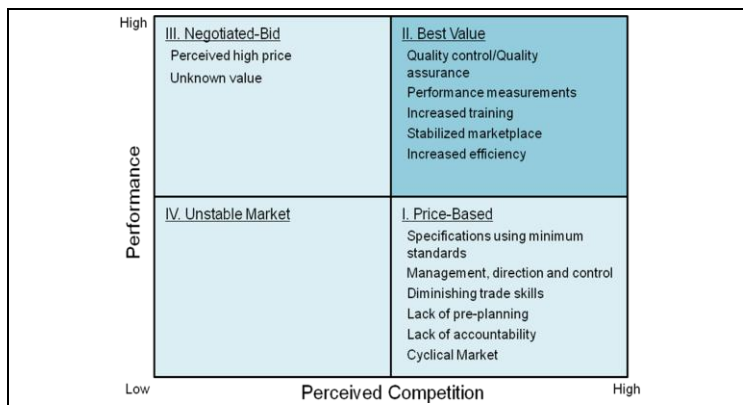 High
III. Negotiated-Bid
Perceived high price
Unknown value
II. Best Value
Quality control/Quality
assurance
Performance measurements
Increased training
Stabilized marketplace
Increased efficiency
Performance
IV. Unstable Market
I. Price-Based
Specifications using minimum
standards
Management, direction and control
Diminishing trade skills
Lack of pre-planning
Lack of accountability
Cyclical Market
Low
Perceived Competition
High